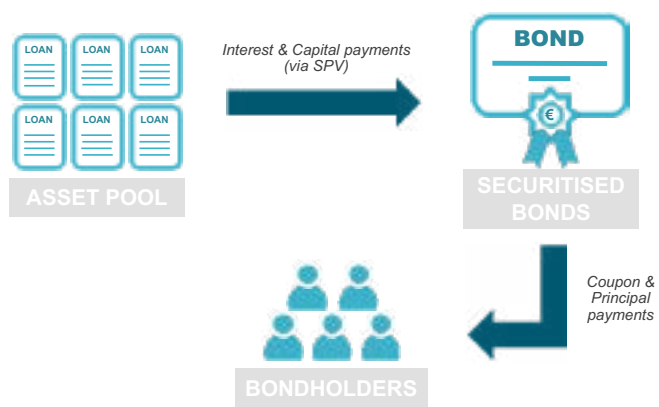 LOAN LOAN LOAN
LOAN LOAN LOAN
ASSET POOL
Interest & Capital payments
(via SPV)
BOND
€
SECURITISED
BONDS
Coupon &
Principal
payments
BONDHOLDERS